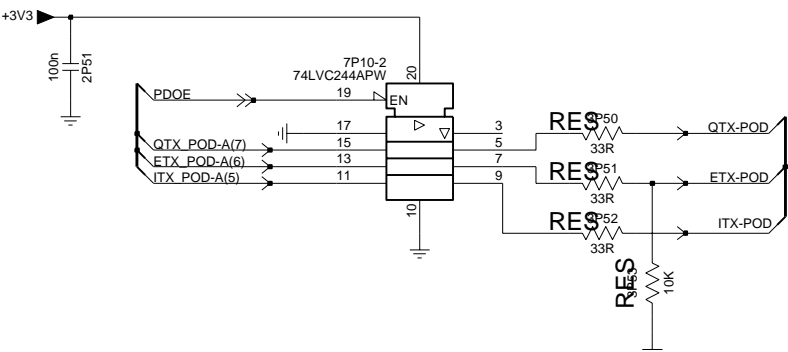 +3V3
100n
2P51
7P10-2
74LVC244APW
20
PDOE
19
EN
17
3
QTX_POD-A(7)
15
5
ETX_POD-A(6)
13
7
ITX_POD-A(5)
11
9
10
RES
3P50
33R
QTX-POD
RES
3P51
33R
ETX-POD
RES
3P52
33R
ITX-POD
RES
3P53
10K